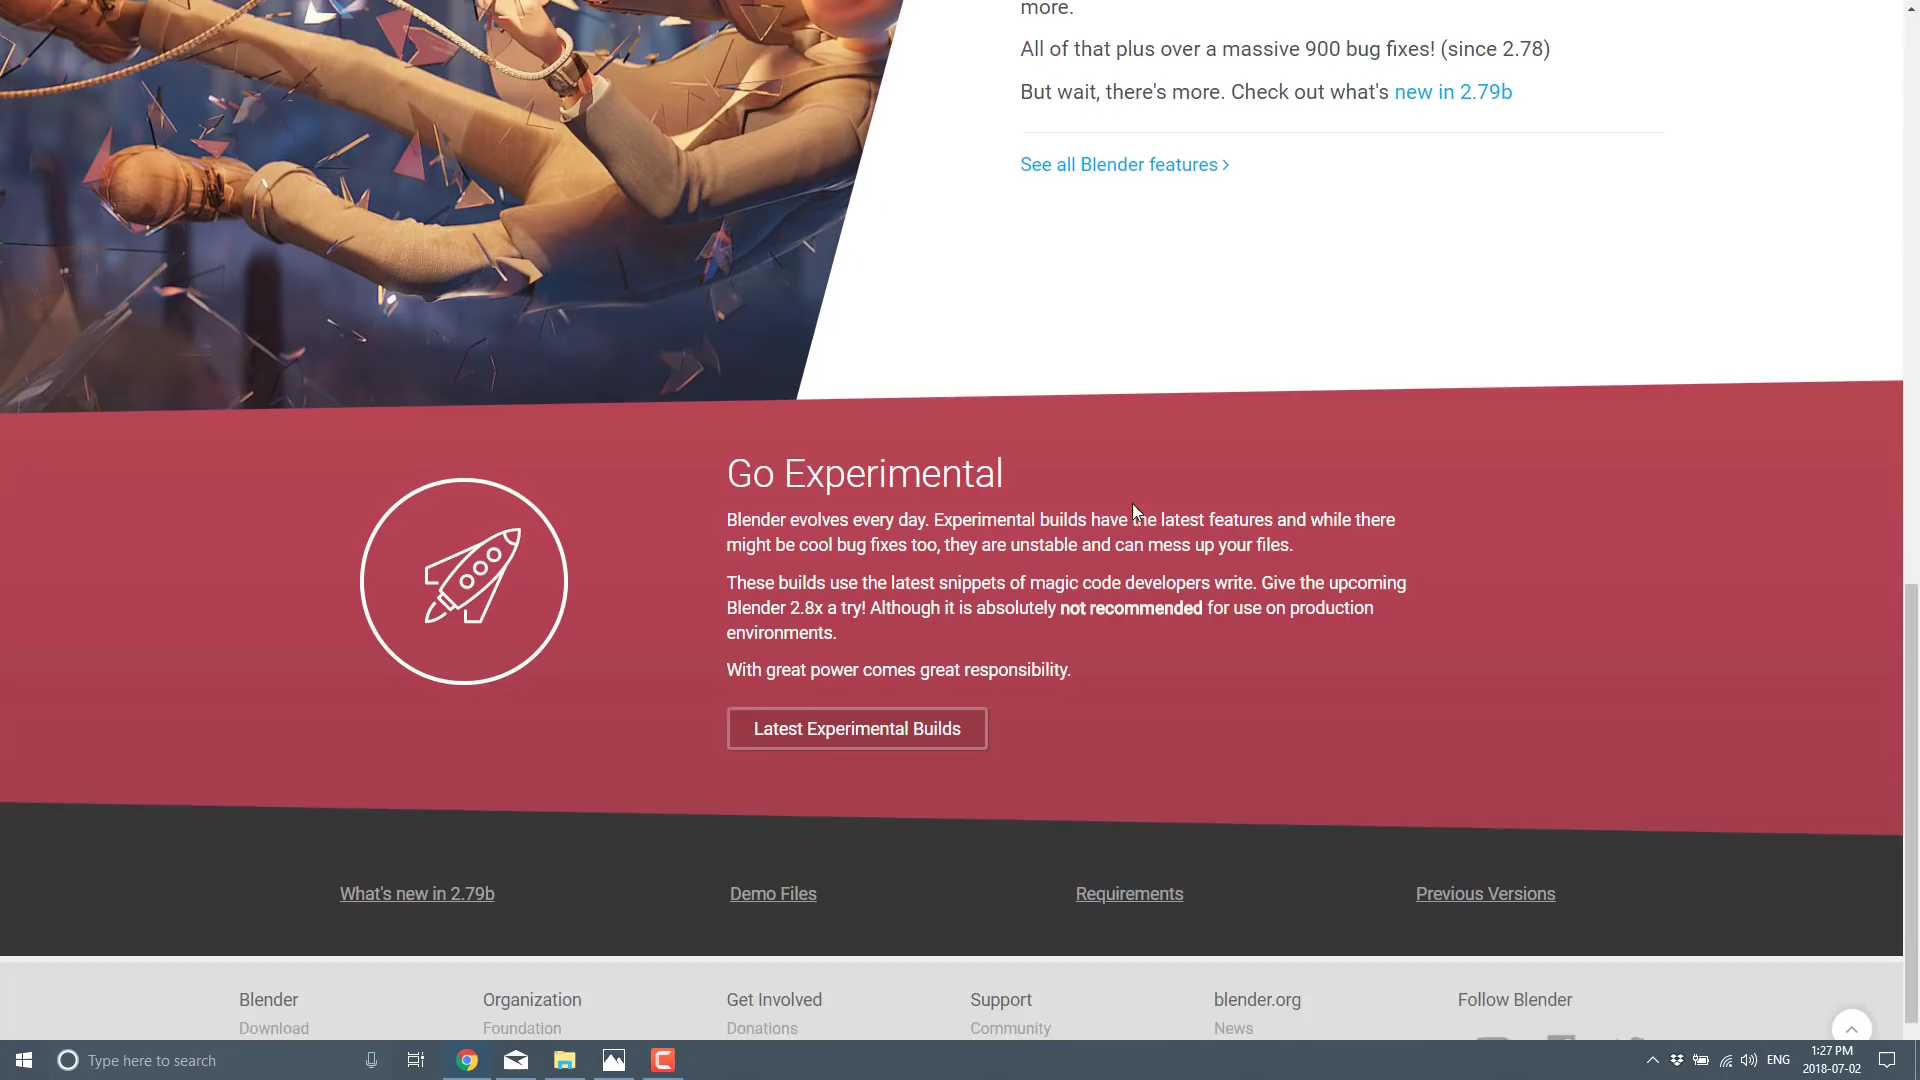 more.
All of that plus over a massive 900 bug fixes! (since 2.78)
But wait, there's more. Check out what's new in 2.79b
See all Blender features
Go Experimental
Blender evolves every day. Experimental builds have the latest features and while there
might be cool bug fixes too, they are unstable and can mess up your files.
These builds use the latest snippets of magic code developers write. Give the upcoming
Blender 2.8x a try! Although it is absolutely not recommended for use on production
environments.
With great power comes great responsibility.
Latest Experimental Builds
What's new in 2.79b
Demo Files
Requirements
Previous Versions
Blender
Organization
Get Involved
Support
blender.org
Follow Blender
Download
Foundation
Donations
Community
News
Type here to search
ENG
1:27 PM
2018-07-02